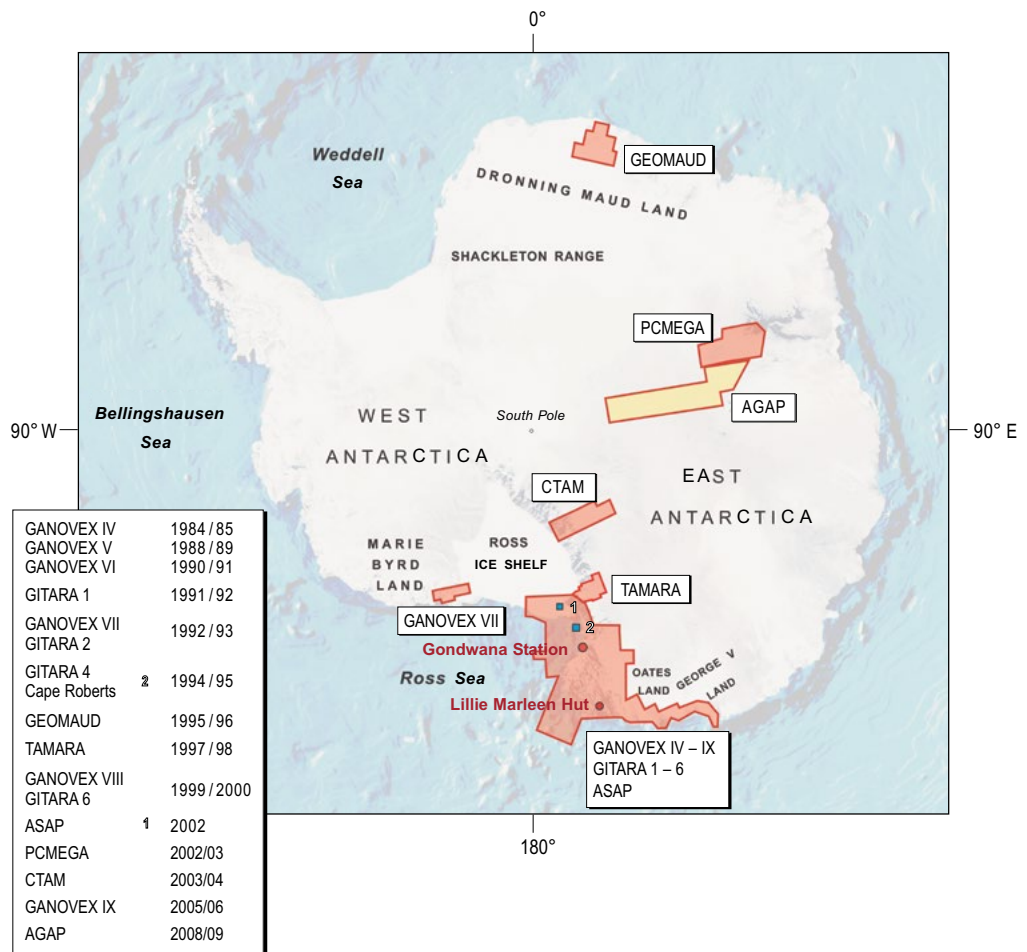 0°
Weddell
Sea
GEOMAUD
DRONNING MAUD LAND
SHACKLETON RANGE
PCMEGA
AGAP
Bellingshausen
Sea
WEST
ANTARCTICA
South Pole
90° W
90° E
CTAM
EAST
ANTARCTICA
MARIE
BYRD
LAND
ROSS
ICE SHELF
TAMARA
GANOVEX VII
1
2
Gondwana Station
Ross Sea
OATES
LAND
GEORGE V
LAND
Lillie Marleen Hut
GANOVEX IV – IX
GITARA 1 – 6
ASAP
180°
GANOVEX IV 1984/85
GANOVEX V 1988/89
GANOVEX VI 1990/91
GITARA 1 1991/92
GANOVEX VII
GITARA 2 1992/93
GITARA 4
Cape Roberts 2 1994/95
GEOMAUD 1995/96
TAMARA 1997/98
GANOVEX VIII
GITARA 6 1999/2000
ASAP 1 2002
PCMEGA 2002/03
CTAM 2003/04
GANOVEX IX 2005/06
AGAP 2008/09